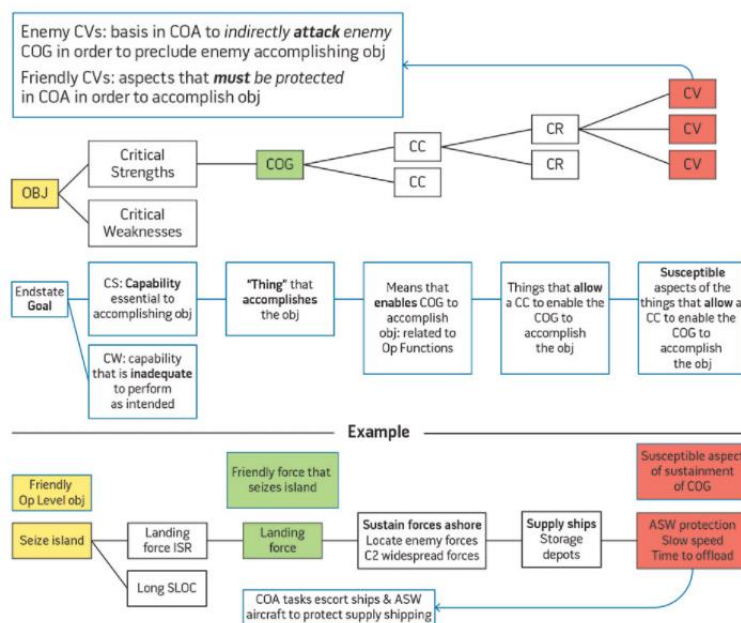 Enemy CVs: basis in COA to indirectly attack enemy
COG in order to preclude enemy accomplishing obj
Friendly CVs: aspects that must be protected
in COA in order to accomplish obj
OBJ
Critical
Strengths
Critical
Weaknesses
COG
CC
CC
CR
CR
CV
CV
CV
Endstate
Goal
CS: Capability
essential to
accomplishing obj
CW: capability
that is inadequate
to perform
as intended
"Thing" that
accomplishes
the obj
Means that
enables COG to
accomplish
obj: related to
Op Functions
Things that allow
a CC to enable the
COG to
accomplish
the obj
Susceptible
aspects of the
things that allow a
CC to enable the
COG to
accomplish
the obj
Example
Friendly
Op Level obj
Seize island
Landing
force ISR
Long SLOC
Friendly force that
seizes island
Landing
force
Sustain forces ashore
Locate enemy forces
C2 widespread forces
Supply ships
Storage
depots
Susceptible aspect
of sustainment
of COG
ASW protection
Slow speed
Time to offload
COA tasks escort ships & ASW
aircraft to protect supply shipping